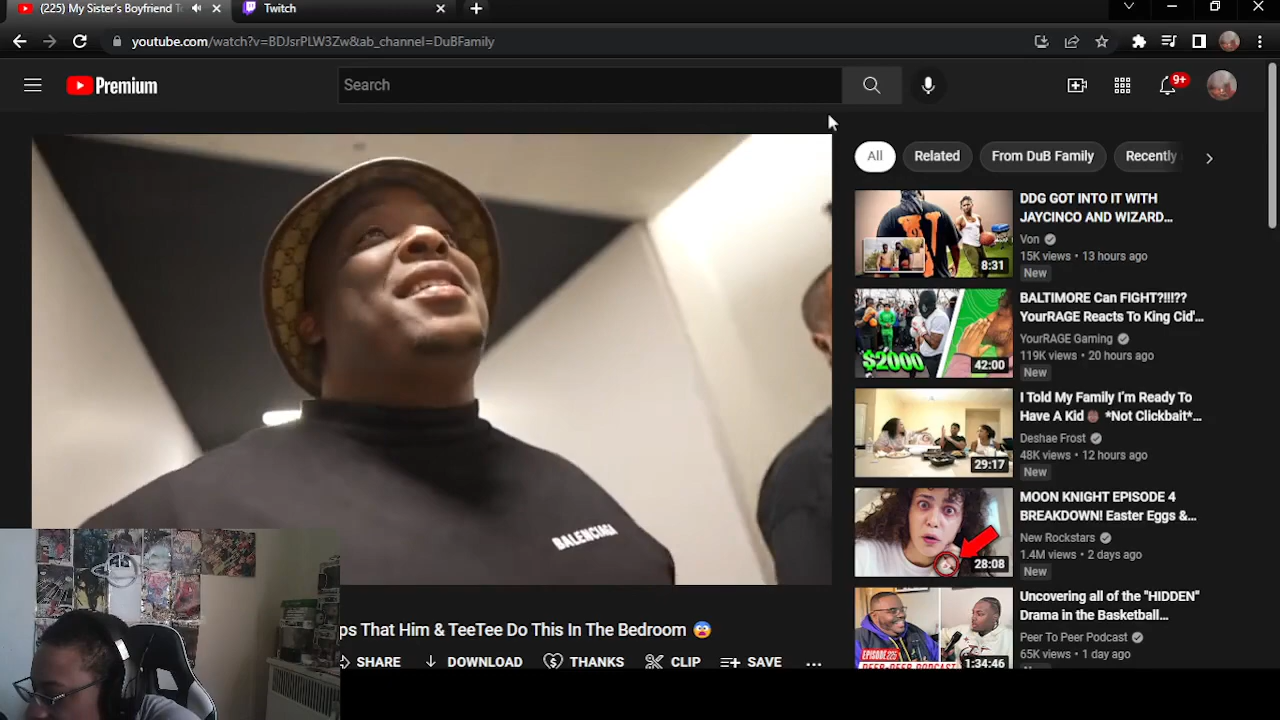 (225) My Sister's Boyfriend T
Twitch
youtube.com/watch?v=BDJsrPLW3Zw&ab_channel=DuBFamily
Premium
Search
9+
All
Related
From DuB Family
Recently
DDG GOT INTO IT WITH
JAYCINCO AND WIZARD...
Von
15K views • 13 hours ago
New
8:31
BALTIMORE Can FIGHT?!!!??
YourRAGE Reacts To King Cid'...
YourRAGE Gaming
119K views • 20 hours ago
New
$2000
42:00
I Told My Family I'm Ready To
Have A Kid *Not Clickbait*...
Deshae Frost
48K views • 12 hours ago
New
29:17
MOON KNIGHT EPISODE 4
BREAKDOWN! Easter Eggs &...
New Rockstars
1.4M views • 2 days ago
New
28:08
Uncovering all of the "HIDDEN"
Drama in the Basketball...
Peer To Peer Podcast
65K views • 1 day ago
EPISODE 225
1:34:46
BALENCIAGA
ps That Him & TeeTee Do This In The Bedroom 😨
SHARE
DOWNLOAD
THANKS
CLIP
SAVE
...